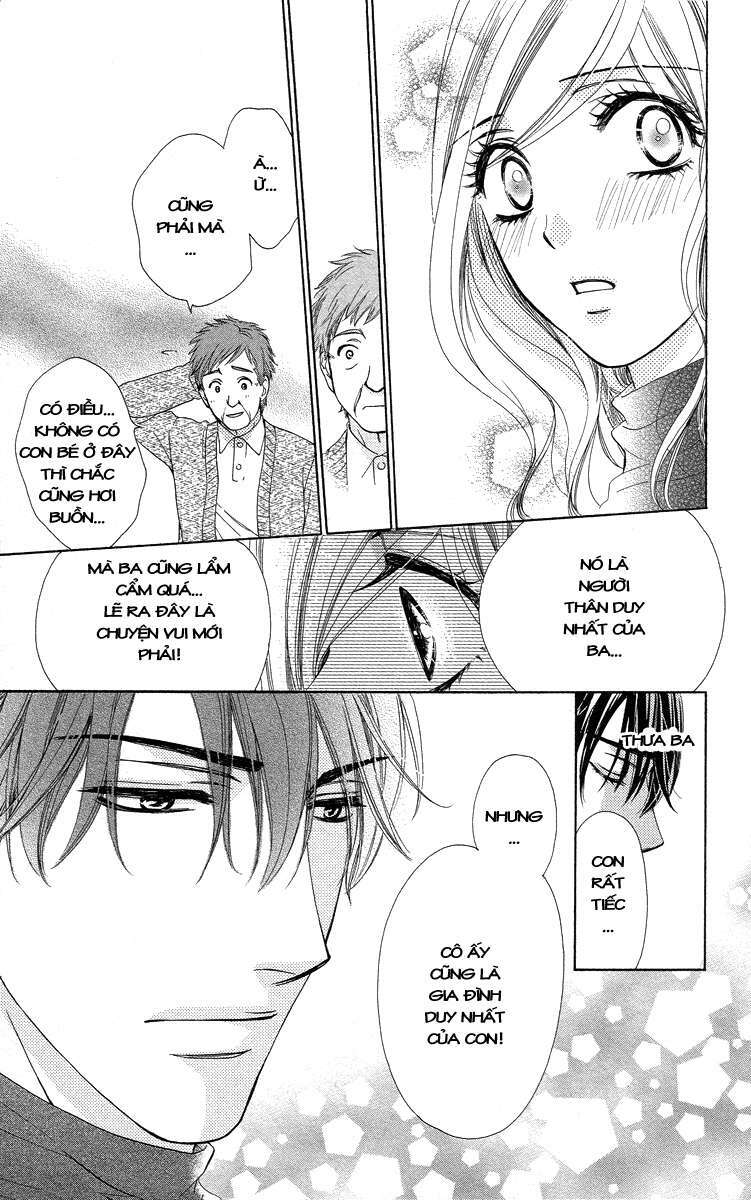 À...
Ừ...
CŨNG
PHẢI MÀ
...
CÓ ĐIỀU...
KHÔNG CÓ
CON BÉ Ở ĐÂY
THÌ CHẮC
CŨNG HƠI
BUỒN...
NÓ LÀ
NGƯỜI
THÂN DUY
NHẤT CỦA
BA...
MÀ BA CŨNG LẨM
CẨM QUÁ...
LẼ RA ĐÂY LÀ
CHUYỆN VUI MỚI
PHẢI!
THƯA BA
CON
RẤT
TIẾC
...
NHƯNG
...
CÔ ẤY
CŨNG LÀ
GIA ĐÌNH
DUY NHẤT
CỦA CON!